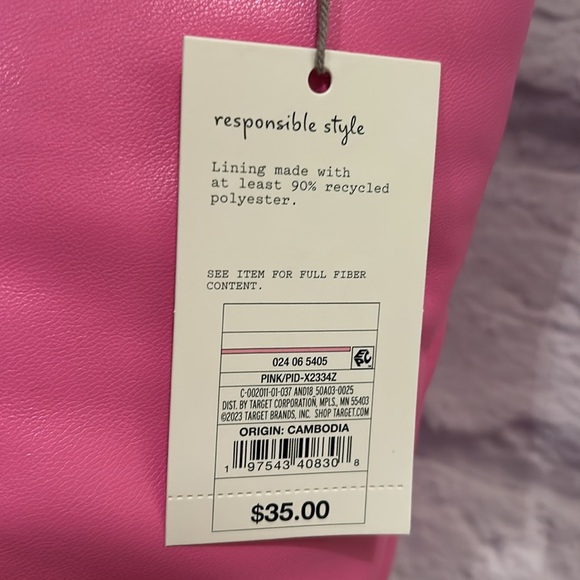 responsible style
Lining made with
at least 90% recycled
polyester.
SEE ITEM FOR FULL FIBER
CONTENT.
024 06 5405
PINK/PID-X2334Z
C-002011-01-037 AND18 50A03-0025
DIST. BY TARGET CORPORATION, MPLS., MN 55403
©2023 TARGET BRANDS, INC. SHOP TARGET.COM
ORIGIN: CAMBODIA
1 97543 40830 8
$35.00